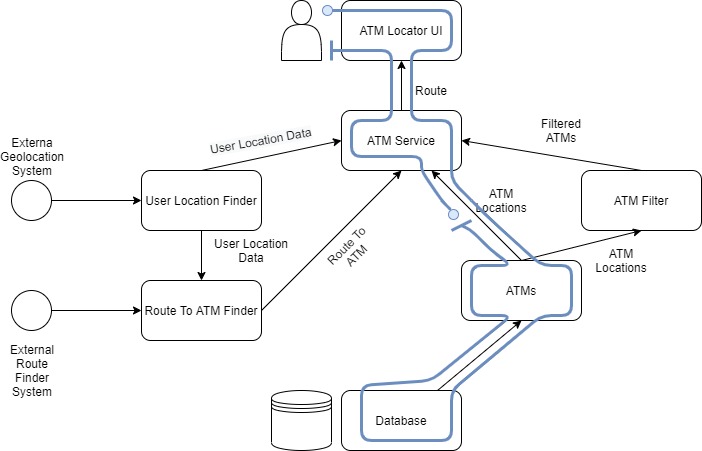 ATM Locator UI
Route
Filtered
ATMs
User Location Data
ATM Service
Externa
Geolocation
System
User Location Finder
ATM
Locations
ATM Filter
User Location
Data
Route To
ATM
ATM
Locations
ATMs
Route To ATM Finder
External
Route
Finder
System
Database